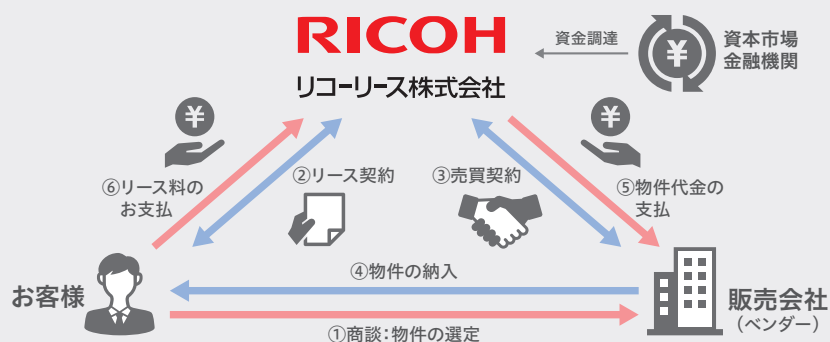 RICOH
リコーリース株式会社
資金調達
¥
資本市場
金融機関
¥
¥
⑥リース料の
お支払
②リース契約
③売買契約
⑤物件代金の
支払
④物件の納入
お客様
販売会社
（ベンダー）
①商談：物件の選定